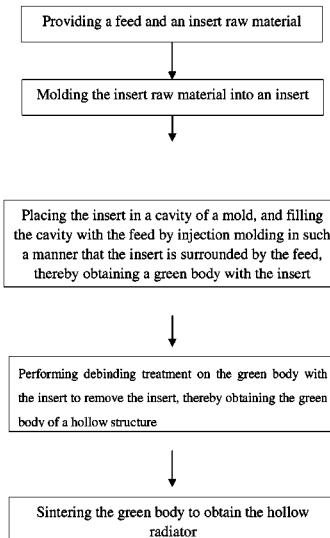 Providing a feed and an insert raw material
Molding the insert raw material into an insert
Placing the insert in a cavity of a mold, and filling
the cavity with the feed by injection molding in such
a manner that the insert is surrounded by the feed,
thereby obtaining a green body with the insert
Performing debinding treatment on the green body with
the insert to remove the insert, thereby obtaining the green
body of a hollow structure
Sintering the green body to obtain the hollow
radiator